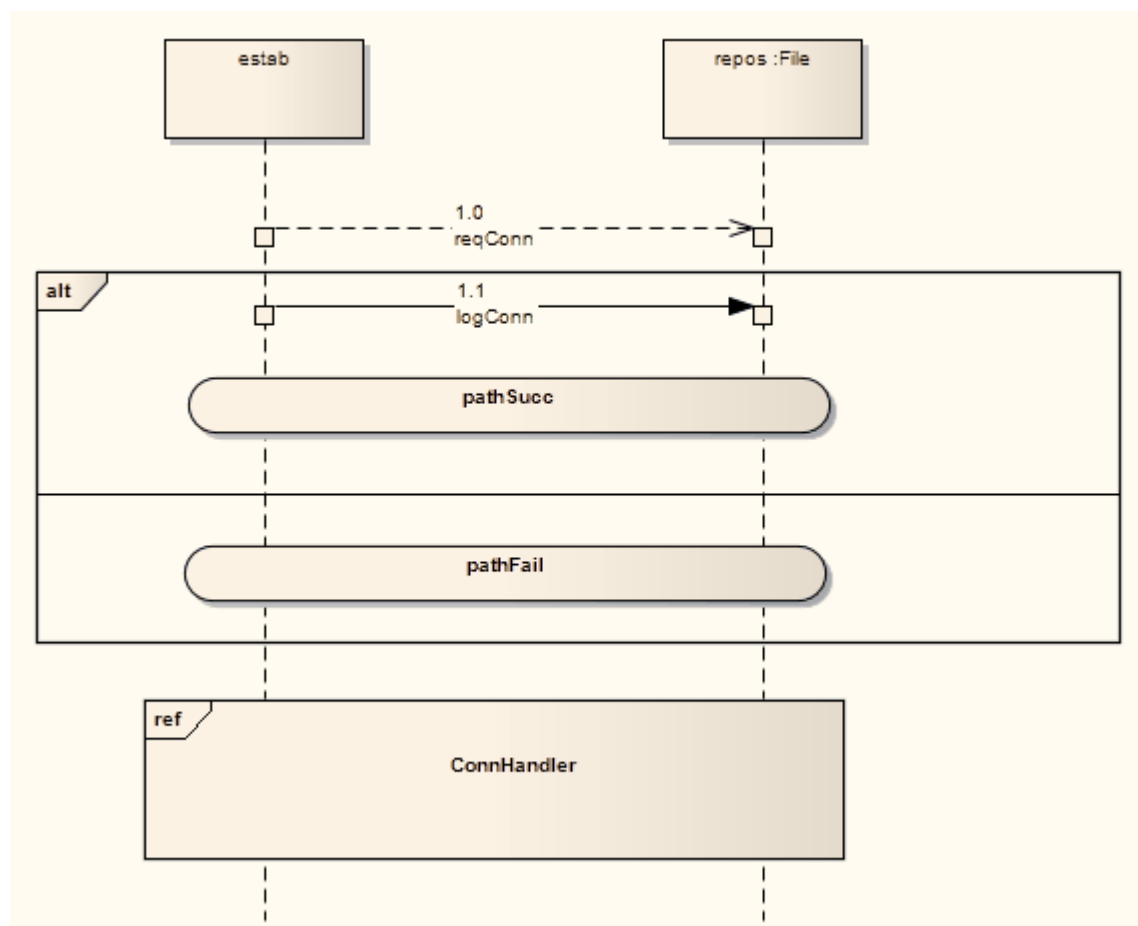 estab
repos :File
1.0
reqConn
alt
1.1
logConn
pathSucc
pathFail
ref
ConnHandler